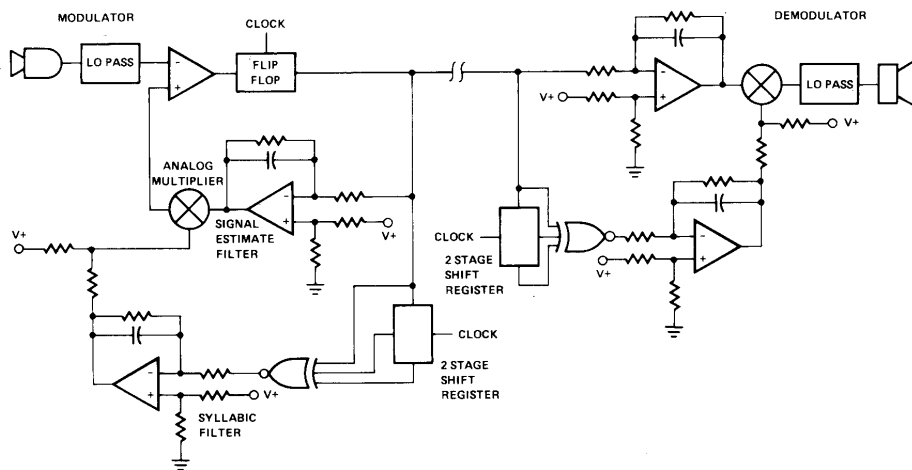 MODULATOR
DEMODULATOR
CLOCK
LO PASS
-
+
FLIP
FLOP
V+
-
+
LO PASS
ANALOG
MULTIPLIER
SIGNAL
ESTIMATE
FILTER
-
+
V+
V+
CLOCK
2 STAGE
SHIFT
REGISTER
V+
-
+
V+
CLOCK
2 STAGE
SHIFT
REGISTER
-
+
V+
SYLLABIC
FILTER